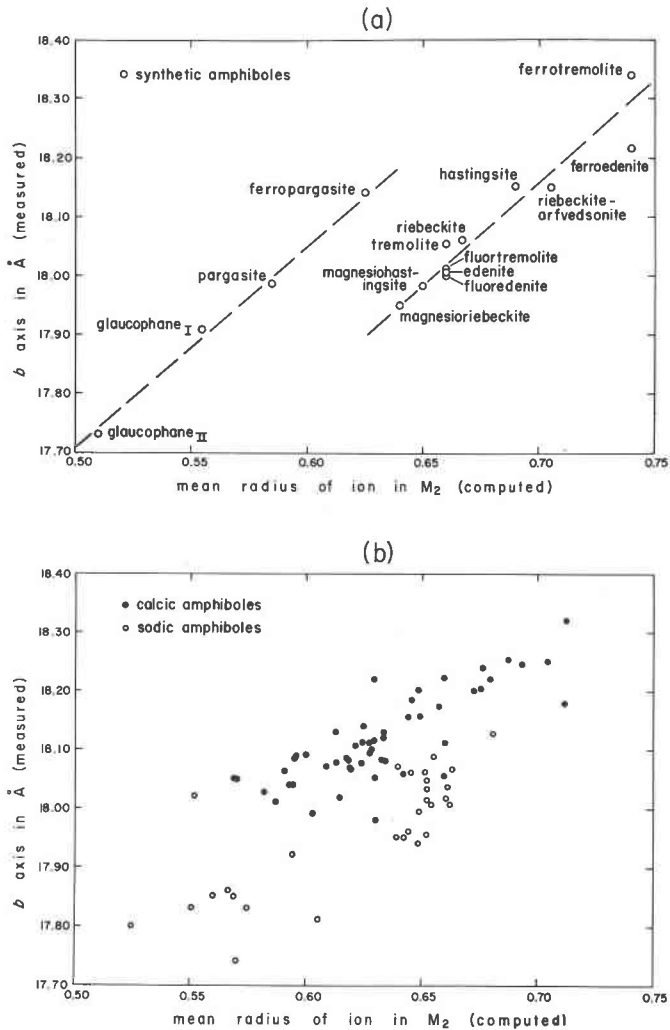 (a)
18.40
18.30
18.20
18.10
18.00
17.90
17.80
17.70
b axis in Å (measured)
synthetic amphiboles
ferrotremolite
ferroedenite
hastingsite
riebeckite-
arfvedsonite
ferropargasite
riebeckite
tremolite
fluortremolite
edenite
fluoredenite
pargasite
magnesiohast-
ingsite
magnesioriebeckite
glaucophane I
glaucophane II
0.50
0.60
0.65
0.70
0.75
mean radius of ion in M2 (computed)
(b)
18.40
18.30
18.20
18.10
18.00
17.90
17.80
17.70
b axis in Å (measured)
calcic amphiboles
sodic amphiboles
0.50
0.60
0.65
0.70
0.75
mean radius of ion in M2 (computed)